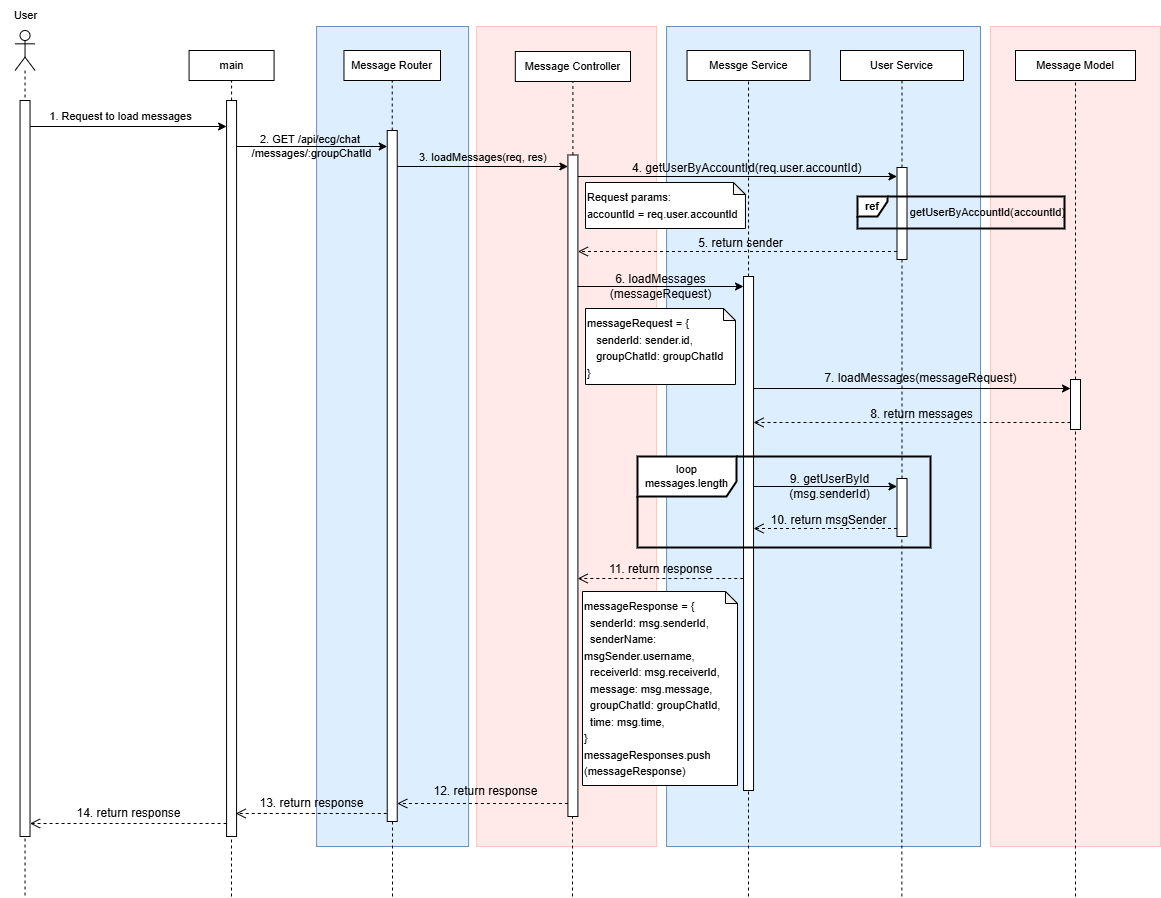 User
main
Message Router
Message Controller
Messge Service
User Service
Message Model
1. Request to load messages
2. GET /api/ecg/chat
/messages/:groupChatId
3. loadMessages(req, res)
4. getUserByAccountId(req.user.accountId)
Request params:
accountId = req.user.accountId
ref
getUserByAccountId(accountId)
5. return sender
6. loadMessages
(messageRequest)
messageRequest = {
senderId: sender.id,
groupChatId: groupChatId
}
7. loadMessages(messageRequest)
8. return messages
loop
messages.length
9. getUserById
(msg.senderId)
10. return msgSender
11. return response
messageResponse = {
senderId: msg.senderId,
senderName:
msgSender.username,
receiverId: msg.receiverId,
message: msg.message,
groupChatId: groupChatId,
time: msg.time,
}
messageResponses.push
(messageResponse)
12. return response
13. return response
14. return response